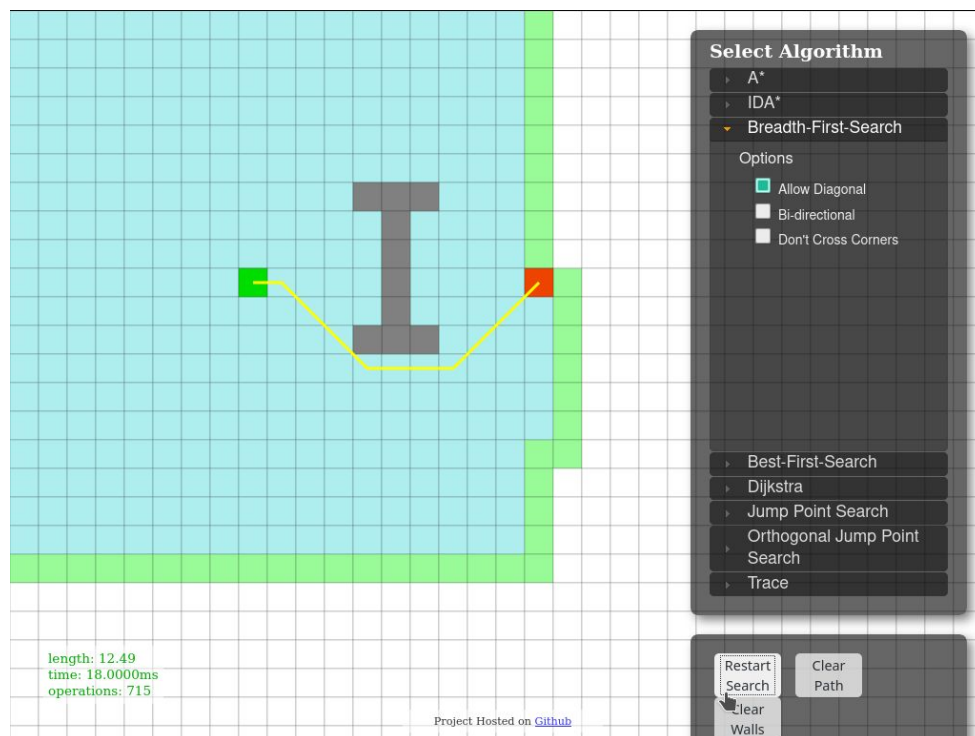 Select Algorithm
A*
IDA*
Breadth-First-Search
Options
Allow Diagonal
Bi-directional
Don't Cross Corners
Best-First-Search
Dijkstra
Jump Point Search
Orthogonal Jump Point
Search
Trace
length: 12.49
time: 18.0000ms
operations: 715
Restart
Search
Clear
Path
Clear
Walls
Project Hosted on Github